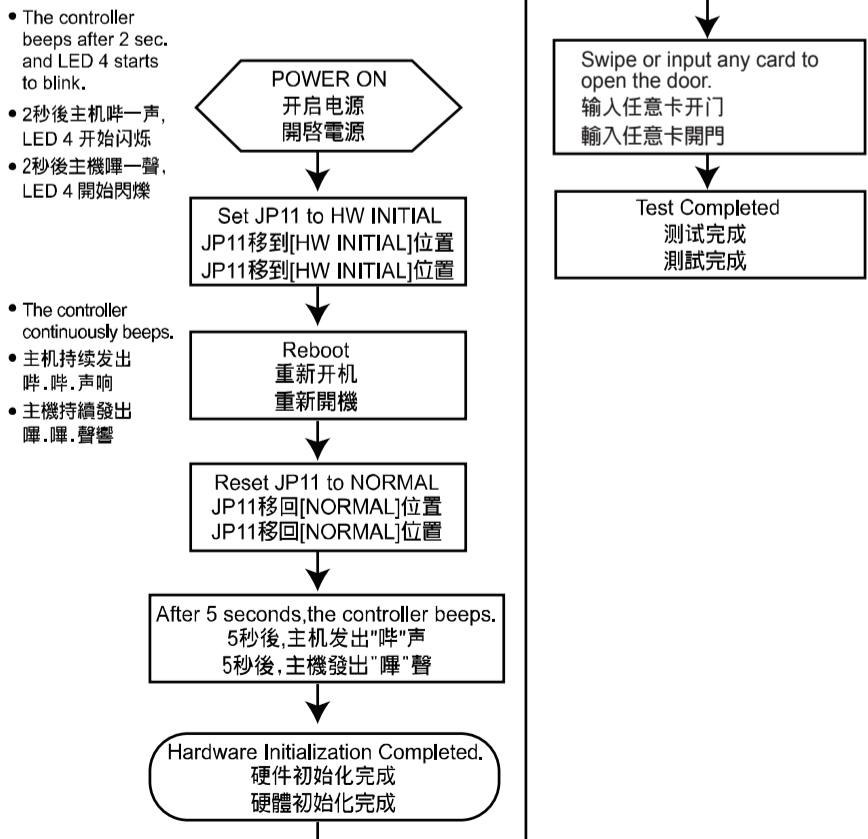 • The controller
beeps after 2 sec.
and LED 4 starts
to blink.
• 2秒後主机哔一声,
LED 4 开始闪烁
• 2秒後主機嗶一聲,
LED 4 開始閃爍
POWER ON
开启电源
開啓電源
Set JP11 to HW INITIAL
JP11移到[HW INITIAL]位置
JP11移到[HW INITIAL]位置
• The controller
continuously beeps.
• 主机持续发出
哔.哔.声响
• 主機持續發出
嗶.嗶.聲響
Reboot
重新开机
重新開機
Reset JP11 to NORMAL
JP11移回[NORMAL]位置
JP11移回[NORMAL]位置
After 5 seconds,the controller beeps.
5秒後,主机发出"哔"声
5秒後,主機發出"嗶"聲
Hardware Initialization Completed.
硬件初始化完成
硬體初始化完成
Swipe or input any card to
open the door.
输入任意卡开门
輸入任意卡開門
Test Completed
测试完成
測試完成